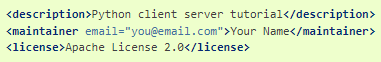 <description>Python client server tutorial</description>
<maintainer email="you@email.com">Your Name</maintainer>
<license>Apache License 2.0</license>